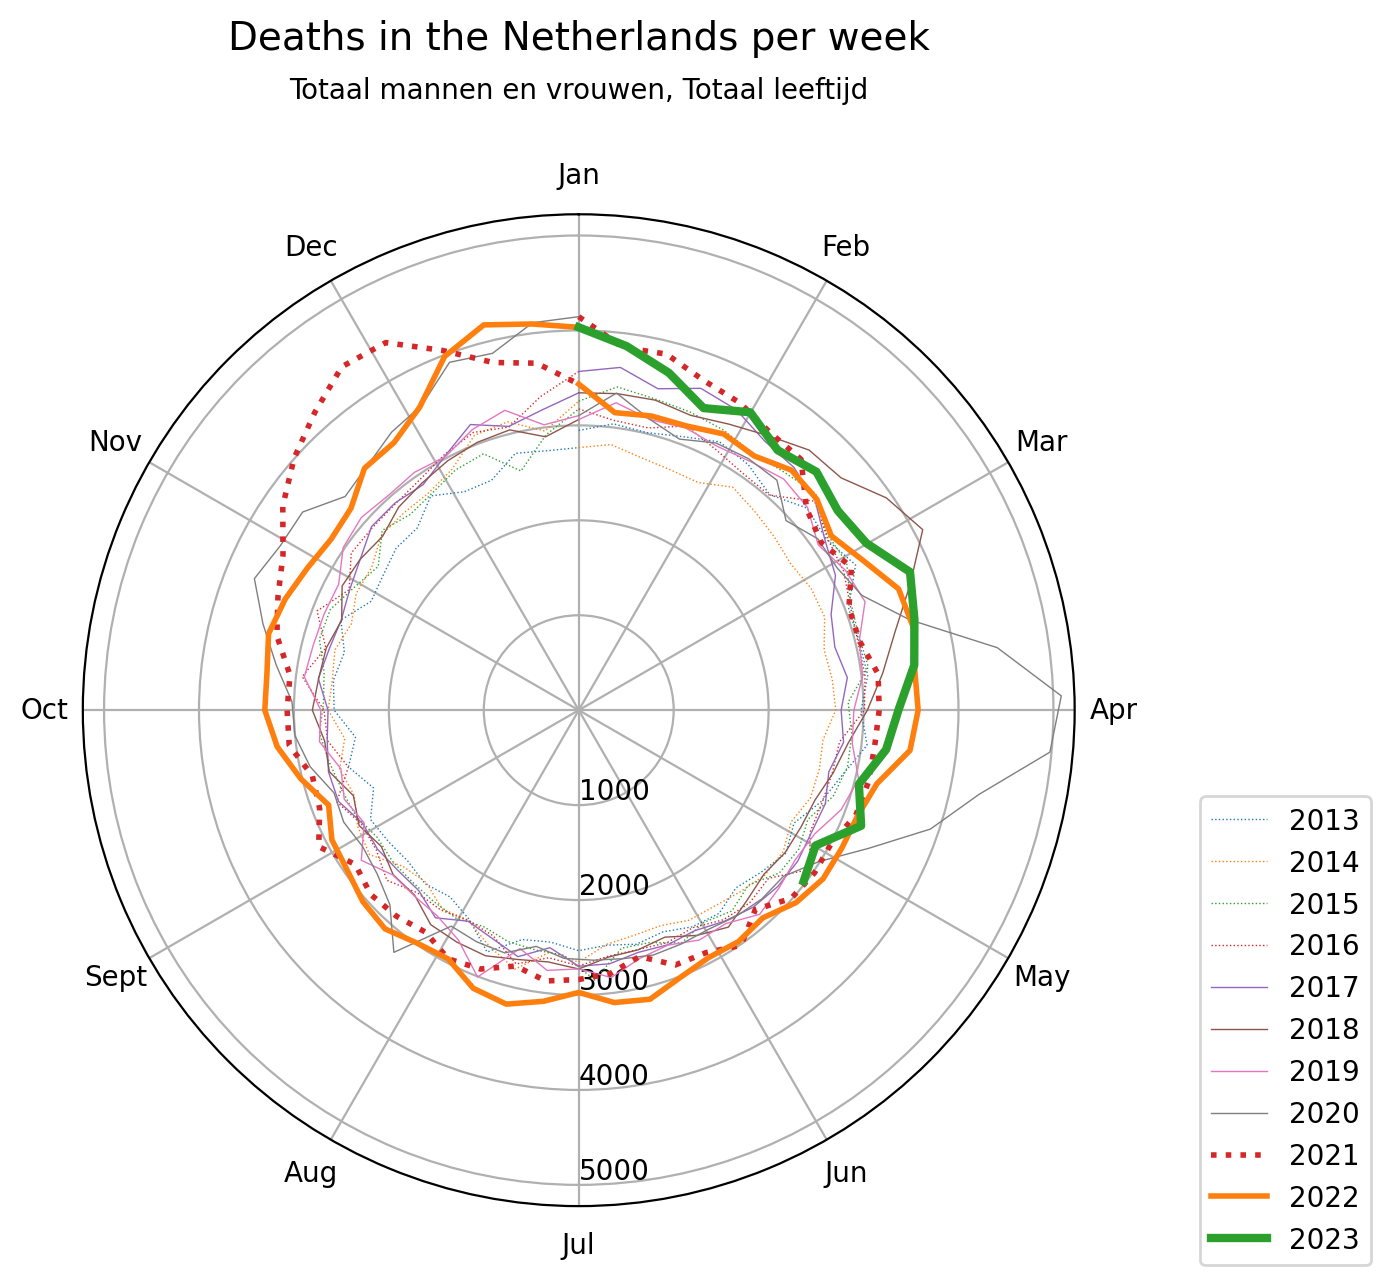 Deaths in the Netherlands per week
Totaal mannen en vrouwen, Totaal leeftijd
Jan
Dec
Feb
Nov
Mar
Oct
Apr
1000
2000
3000
4000
5000
Sept
May
Aug
Jun
Jul
2013
2014
2015
2016
2017
2018
2019
2020
2021
2022
2023